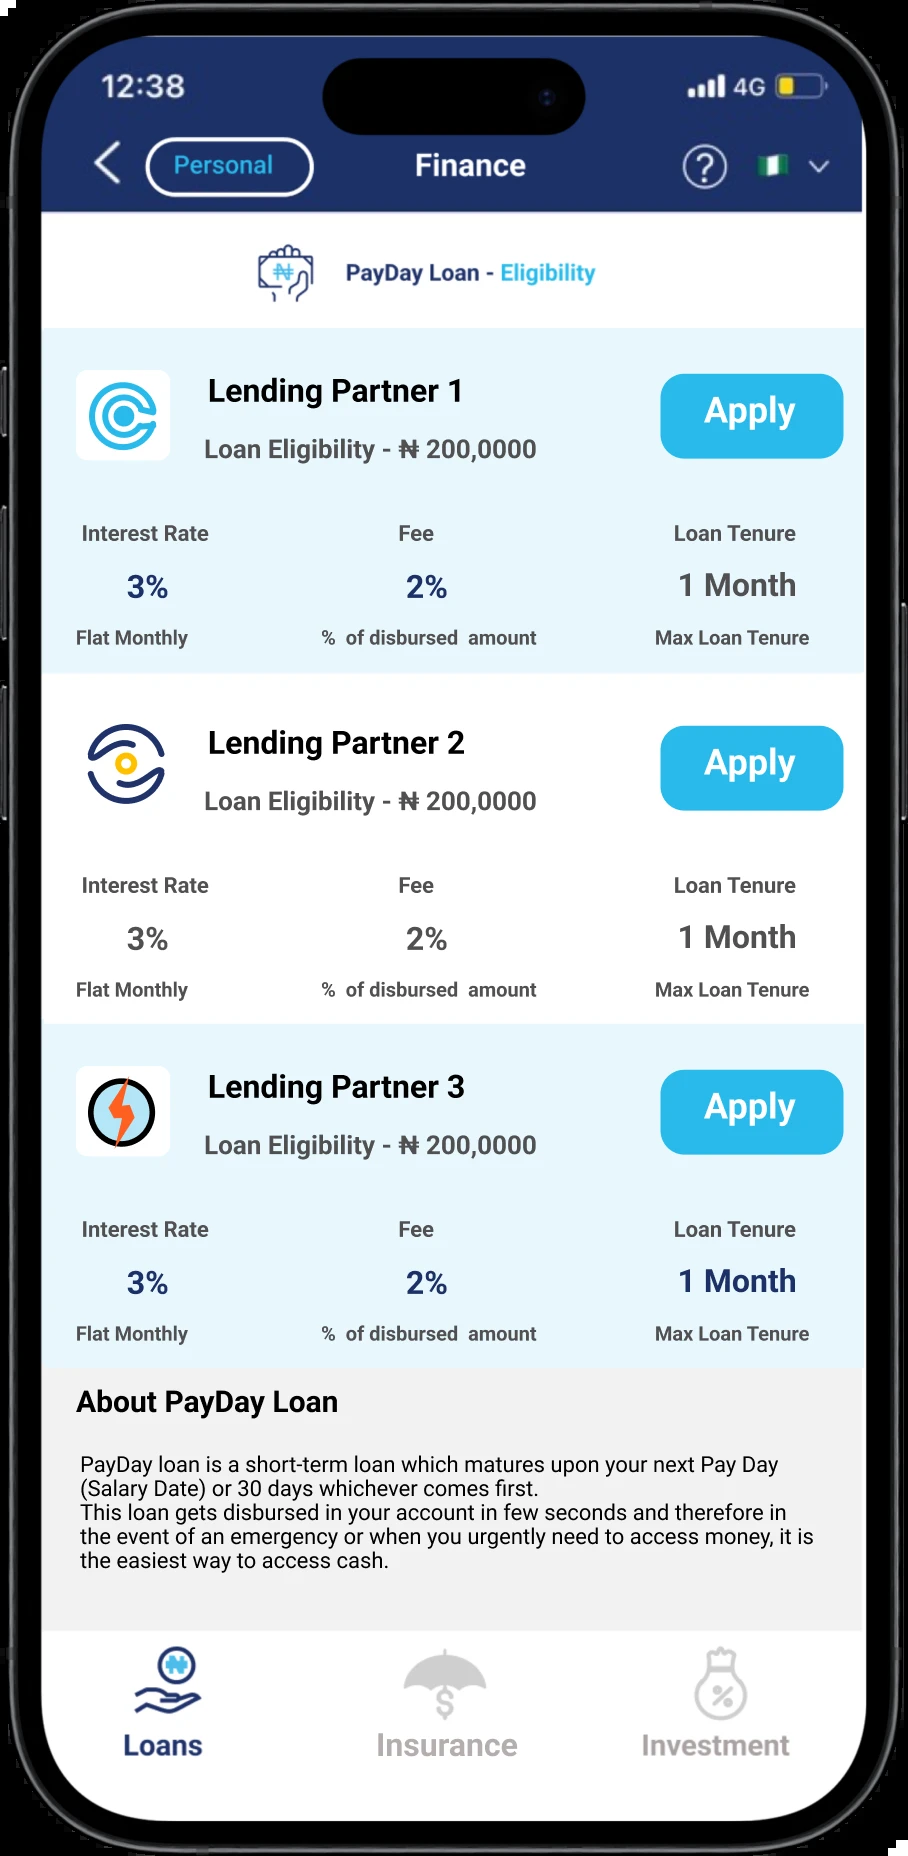 12:38 4G
Personal Finance ?
PayDay Loan - Eligibility
Lending Partner 1 Apply
Loan Eligibility - ₦ 200,0000
Interest Rate Fee Loan Tenure
3% 2% 1 Month
Flat Monthly % of disbursed amount Max Loan Tenure
Lending Partner 2 Apply
Loan Eligibility - ₦ 200,0000
Interest Rate Fee Loan Tenure
3% 2% 1 Month
Flat Monthly % of disbursed amount Max Loan Tenure
Lending Partner 3 Apply
Loan Eligibility - ₦ 200,0000
Interest Rate Fee Loan Tenure
3% 2% 1 Month
Flat Monthly % of disbursed amount Max Loan Tenure
About PayDay Loan
PayDay loan is a short-term loan which matures upon your next Pay Day
(Salary Date) or 30 days whichever comes first.
This loan gets disbursed in your account in few seconds and therefore in
the event of an emergency or when you urgently need to access money, it is
the easiest way to access cash.
Loans Insurance Investment